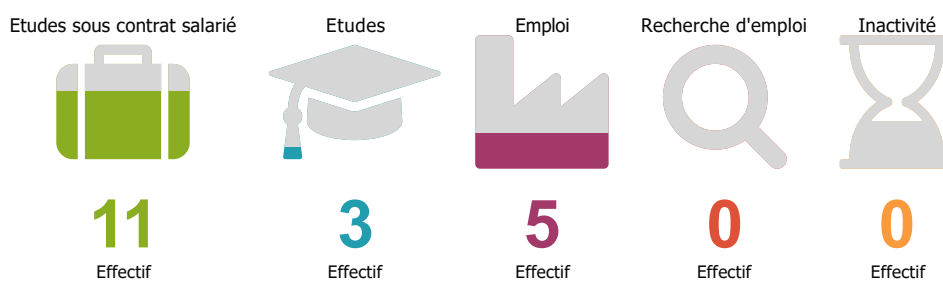 Etudes sous contrat salarié
Etudes
Emploi
Recherche d'emploi
Inactivité
11
3
5
0
0
Effectif
Effectif
Effectif
Effectif
Effectif